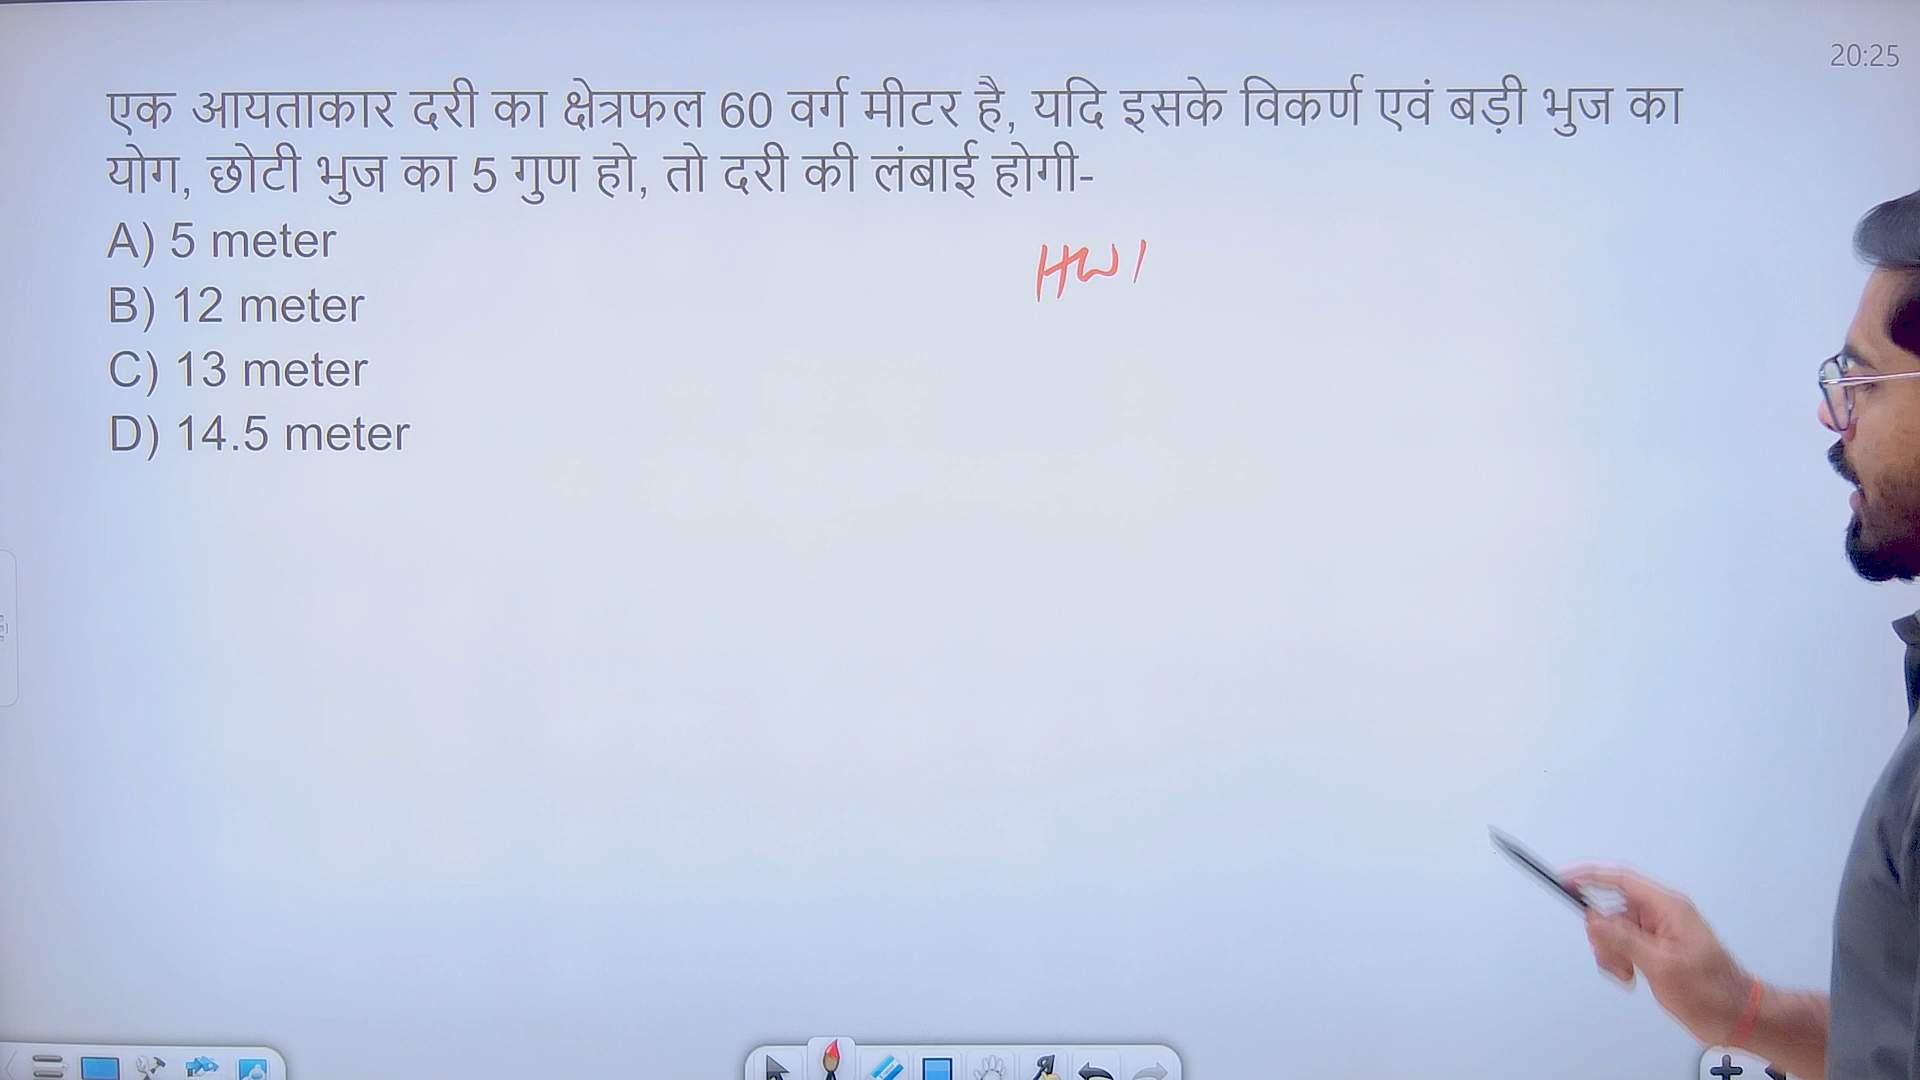 20:25
एक आयताकार दरी का क्षेत्रफल 60 वर्ग मीटर है, यदि इसके विकर्ण एवं बड़ी भुज का
योग, छोटी भुज का 5 गुण हो, तो दरी की लंबाई होगी-
A) 5 meter
HW1
B) 12 meter
C) 13 meter
D) 14.5 meter